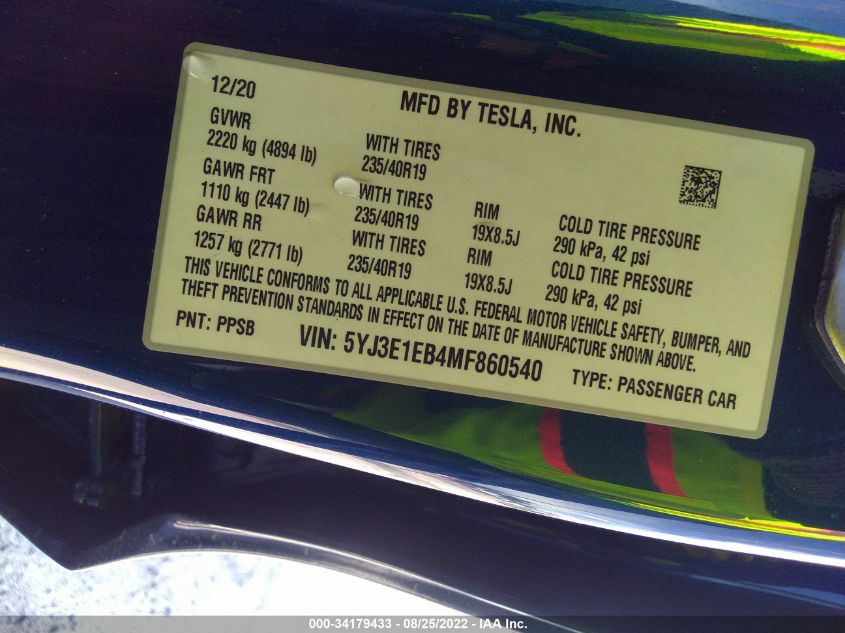 12/20
MFD BY TESLA, INC.
GVWR
2220 kg (4894 lb)
WITH TIRES
235/40R19
GAWR FRT
1110 kg (2447 lb)
WITH TIRES
235/40R19
RIM
19X8.5J
COLD TIRE PRESSURE
290 kPa, 42 psi
GAWR RR
1257 kg (2771 lb)
WITH TIRES
235/40R19
RIM
19X8.5J
COLD TIRE PRESSURE
290 kPa, 42 psi
THIS VEHICLE CONFORMS TO ALL APPLICABLE U.S. FEDERAL MOTOR VEHICLE SAFETY, BUMPER, AND
THEFT PREVENTION STANDARDS IN EFFECT ON THE DATE OF MANUFACTURE SHOWN ABOVE.
PNT: PPSB
VIN: 5YJ3E1EB4MF860540
TYPE: PASSENGER CAR
000-34179433 - 08/25/2022 - IAA Inc.